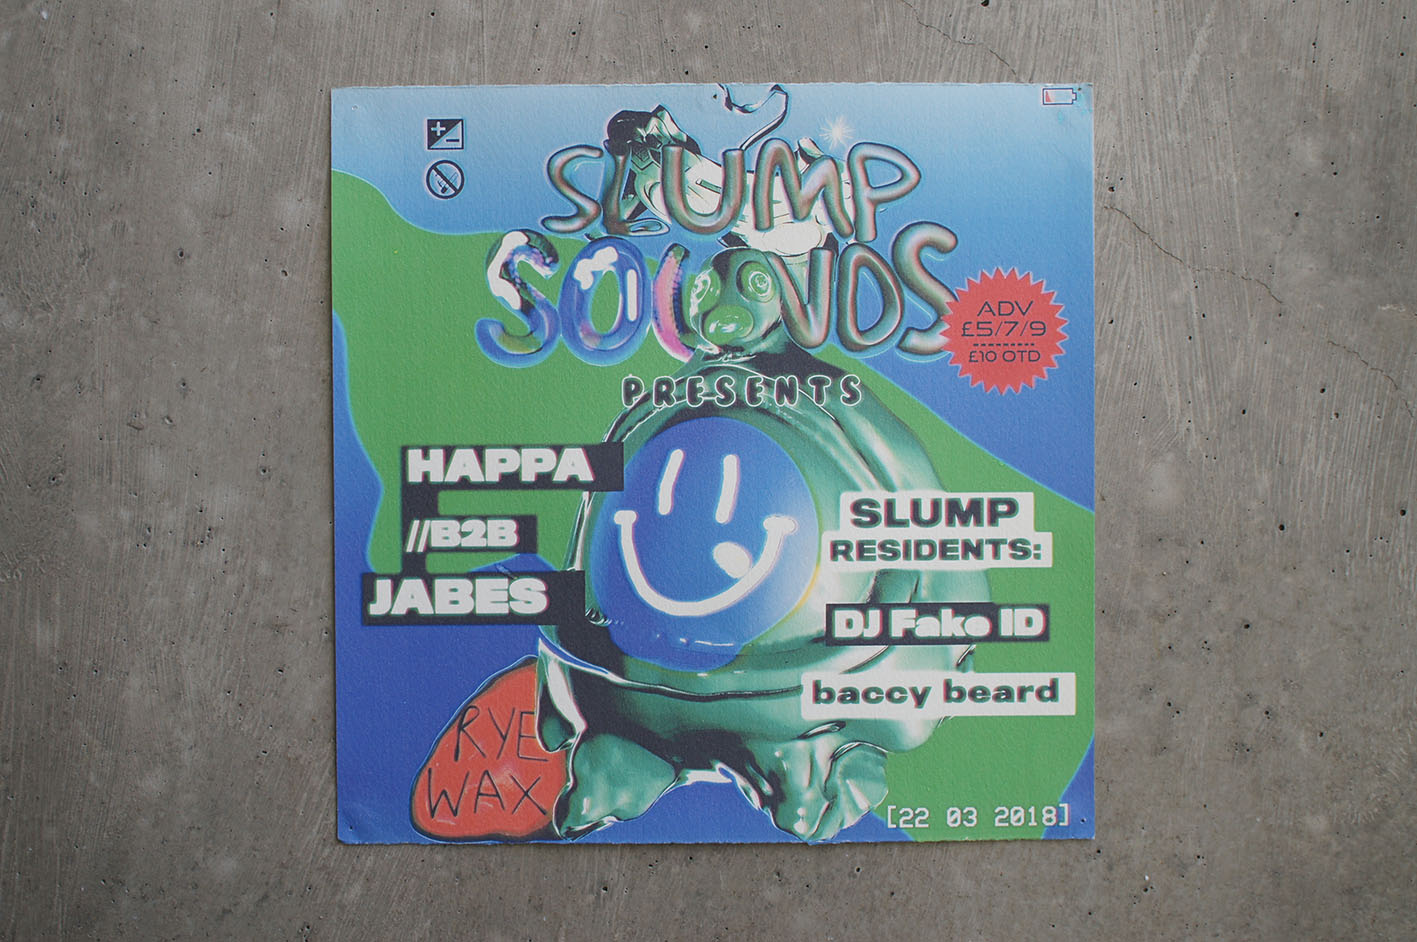 SLUMP
SOUNDS
ADV
£5/7/9
£10 OTD
PRESENTS
HAPPA
//B2B
JABES
SLUMP
RESIDENTS:
DJ Fake ID
baccy beard
RYE
WAX
[22 03 2018]